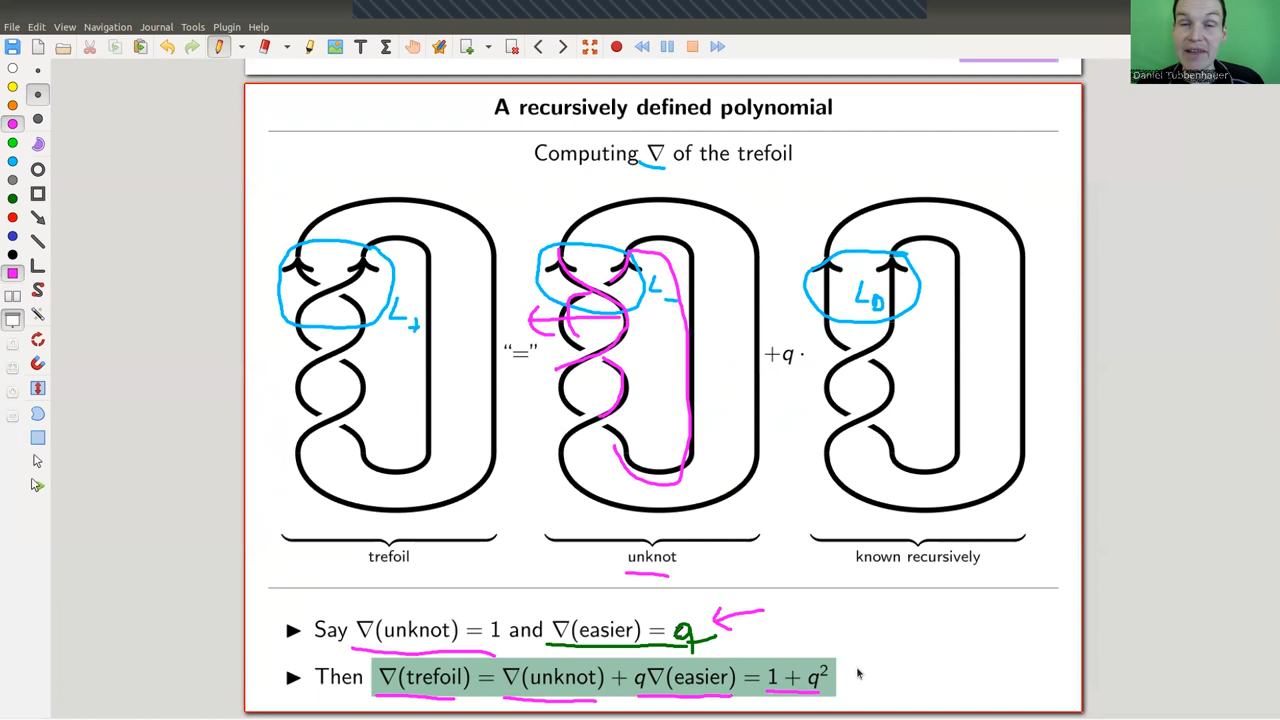 File Edit View Navigation Journal Tools Plugin Help
Daniel Tubbenhauer
A recursively defined polynomial
Computing ∇ of the trefoil
L+
"="
L−
+q ·
L0
trefoil
unknot
known recursively
► Say ∇(unknot) = 1 and ∇(easier) = q
► Then ∇(trefoil) = ∇(unknot) + q∇(easier) = 1 + q²